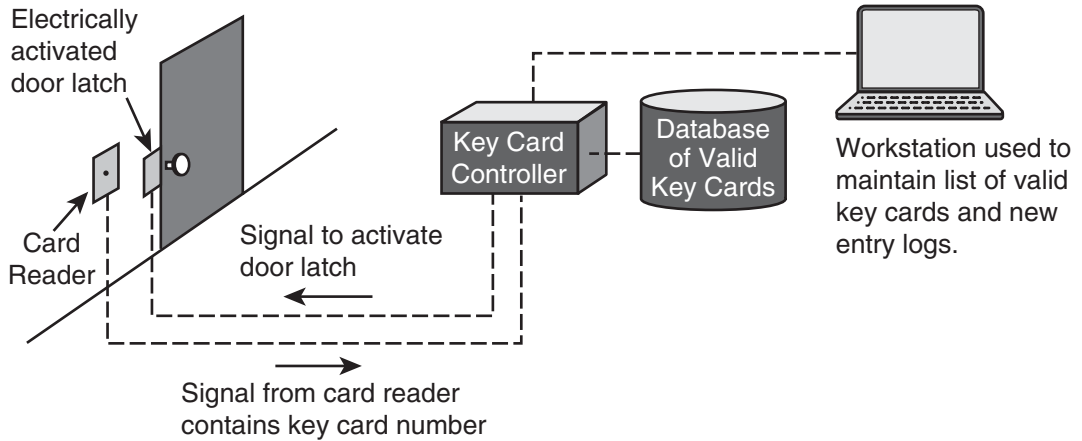 Electrically
activated
door latch
Card
Reader
Signal to activate
door latch
Signal from card reader
contains key card number
Key Card
Controller
Database
of Valid
Key Cards
Workstation used to
maintain list of valid
key cards and new
entry logs.